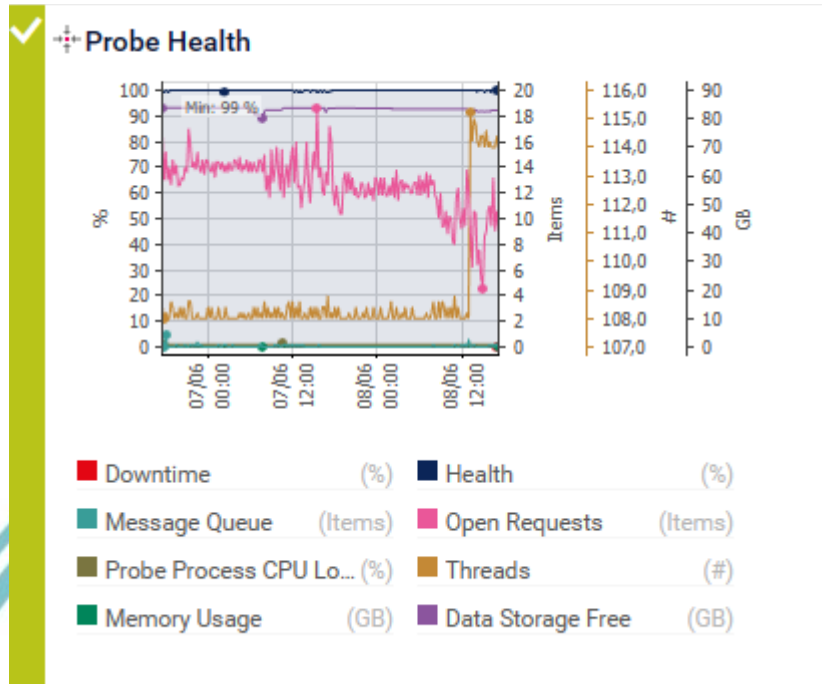 Probe Health
100 20 116,0 90
Min: 99 %
90 18 115,0 80
80 16 114,0 70
70 14 113,0 60
60 12 112,0 50
50 10 111,0 40
40 8 110,0 30
30 6 109,0 20
20 4 108,0 10
10 2 107,0 0
0 0
% Items # GB
07/06 00:00
07/06 12:00
08/06 00:00
08/06 12:00
Downtime (%) Health (%)
Message Queue (Items) Open Requests (Items)
Probe Process CPU Lo... (%) Threads (#)
Memory Usage (GB) Data Storage Free (GB)